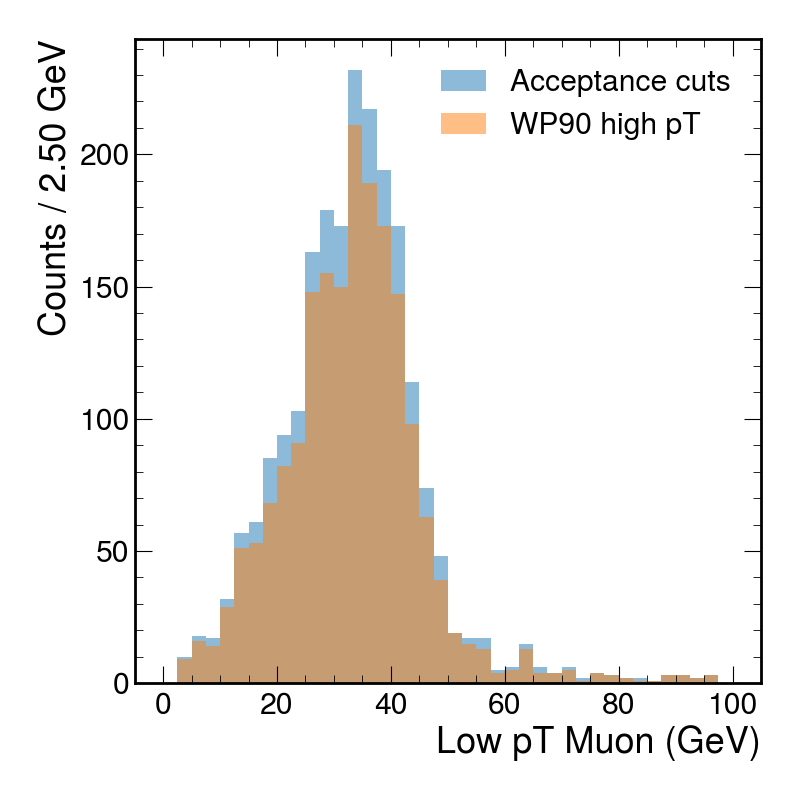 Counts / 2.50 GeV
Acceptance cuts
WP90 high pT
200
150
100
50
0
0 20 40 60 80 100
Low pT Muon (GeV)